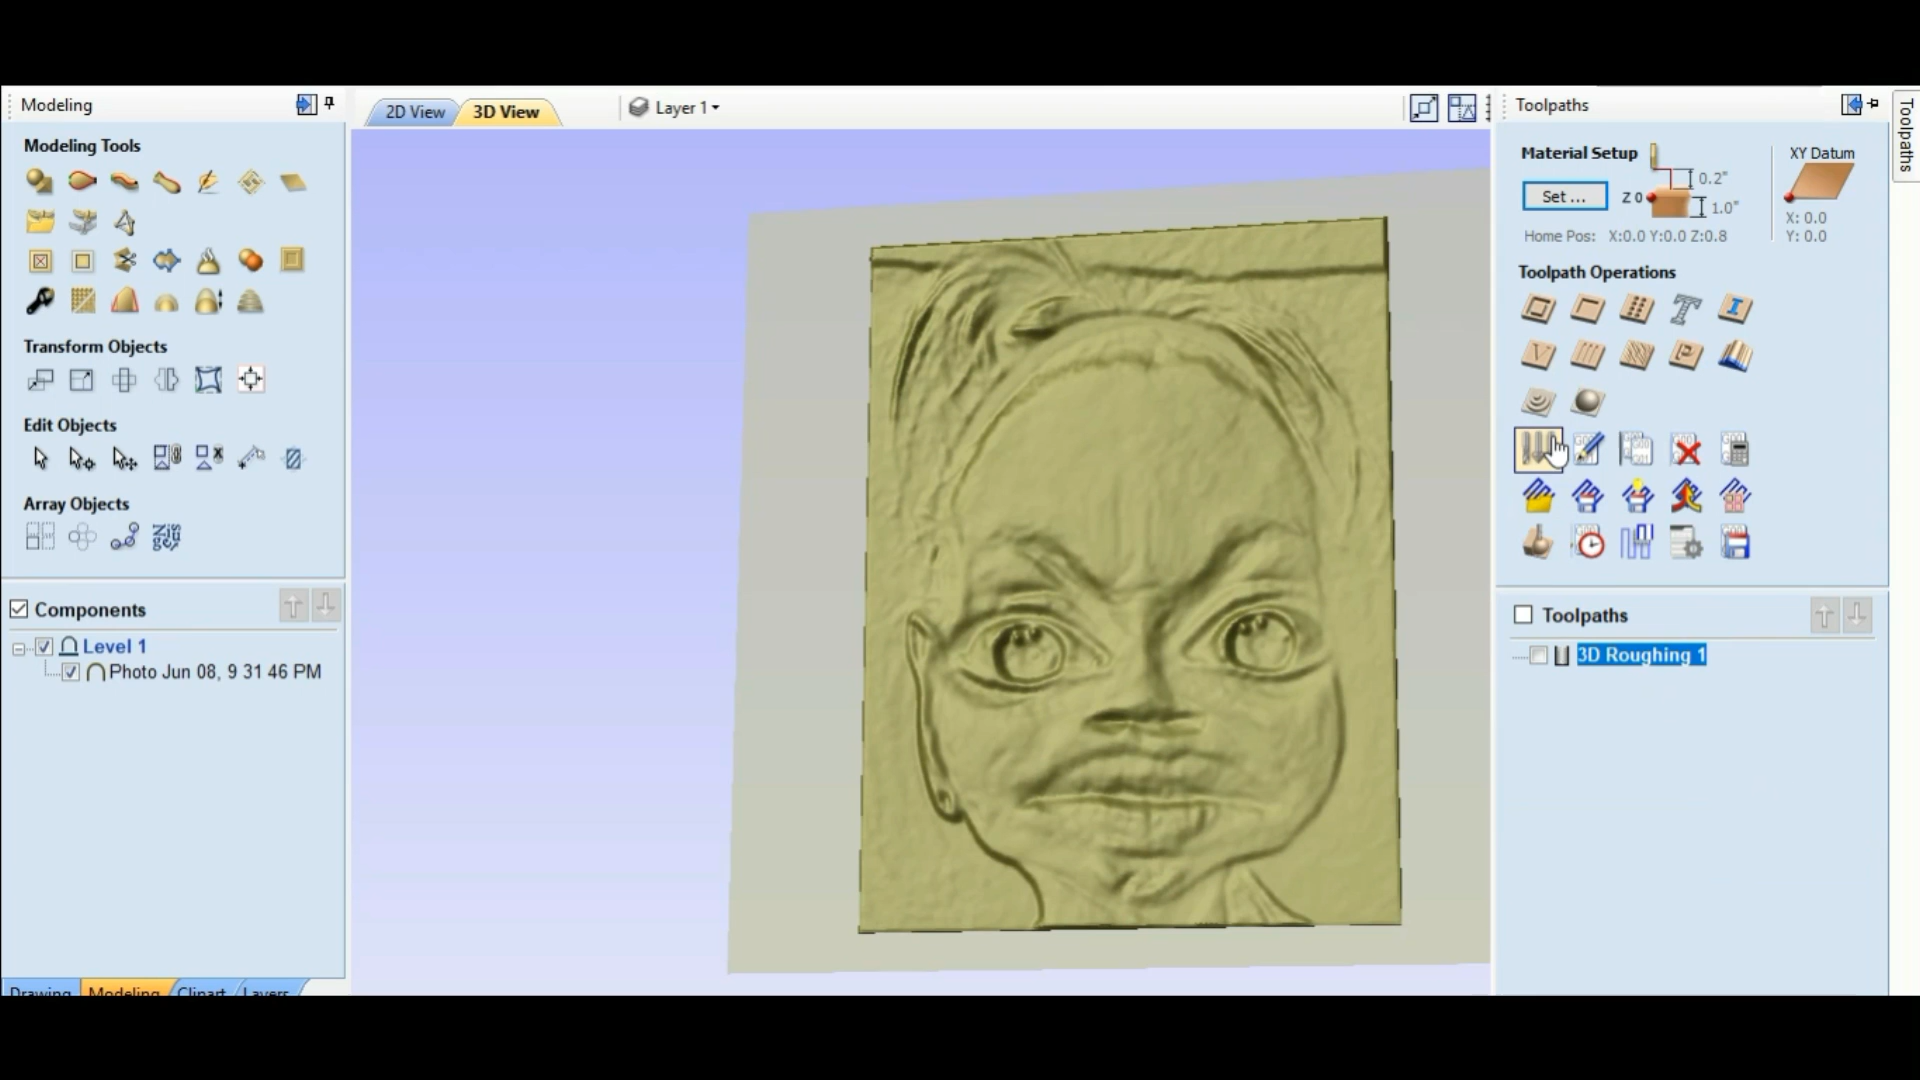 Modeling
Modeling Tools
Transform Objects
Edit Objects
Array Objects
Components
Level 1
Photo Jun 08, 9 31 46 PM
Drawing Modeling Clipart Layers
2D View 3D View Layer 1
Toolpaths
Material Setup
XY Datum
0.2"
Set ...
Z 0
1.0"
X: 0.0
Y: 0.0
Home Pos: X:0.0 Y:0.0 Z:0.8
Toolpath Operations
Toolpaths
3D Roughing 1
Toolpaths